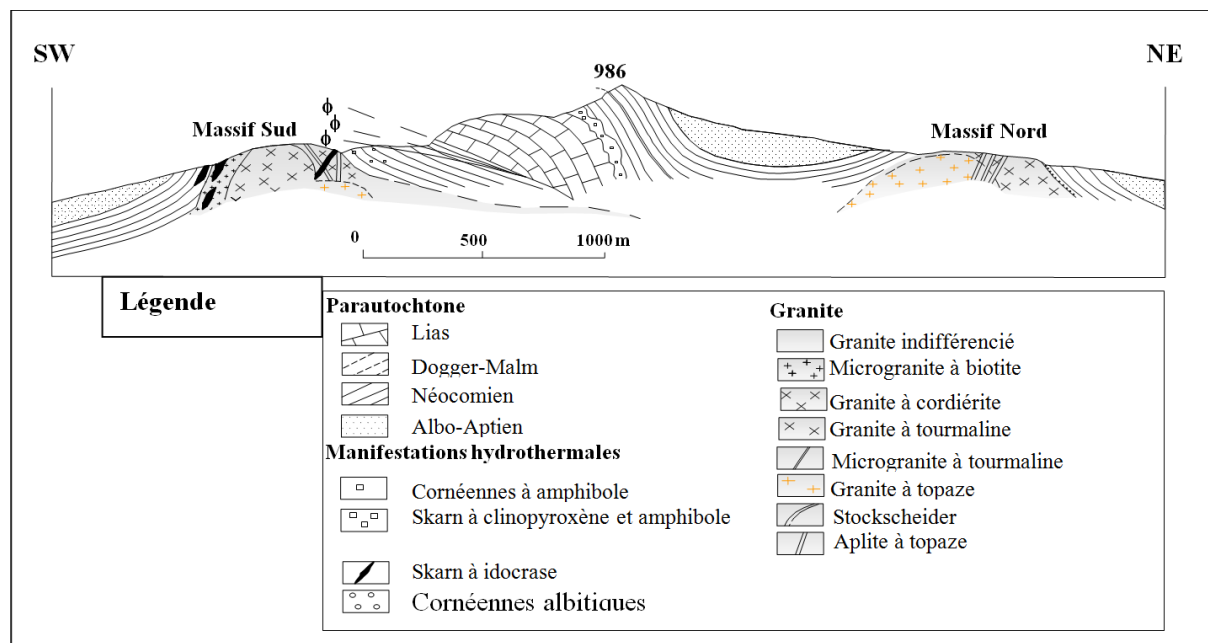 SW
NE
986
Massif Sud
Massif Nord
ϕ
ϕ ϕ
0 500 1000 m
Légende
Parautochtone
Lias
Dogger-Malm
Néocomien
Albo-Aptien
Manifestations hydrothermales
Cornéennes à amphibole
Skarn à clinopyroxène et amphibole
Skarn à idocrase
Cornéennes albitiques
Granite
Granite indifférencié
Microgranite à biotite
Granite à cordiérite
Granite à tourmaline
Microgranite à tourmaline
Granite à topaze
Stockscheider
Aplite à topaze